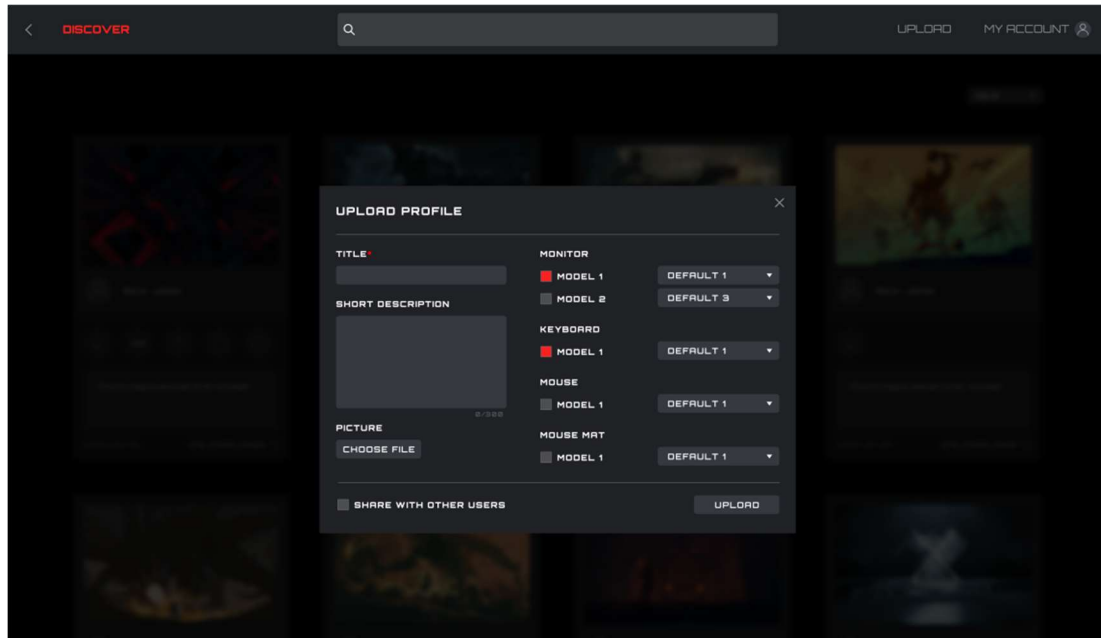 DISCOVER
UPLOAD
MY ACCOUNT
UPLOAD PROFILE
TITLE*
SHORT DESCRIPTION
0/300
PICTURE
CHOOSE FILE
MONITOR
MODEL 1 DEFAULT 1
MODEL 2 DEFAULT 3
KEYBOARD
MODEL 1 DEFAULT 1
MOUSE
MODEL 1 DEFAULT 1
MOUSE MAT
MODEL 1 DEFAULT 1
SHARE WITH OTHER USERS
UPLOAD